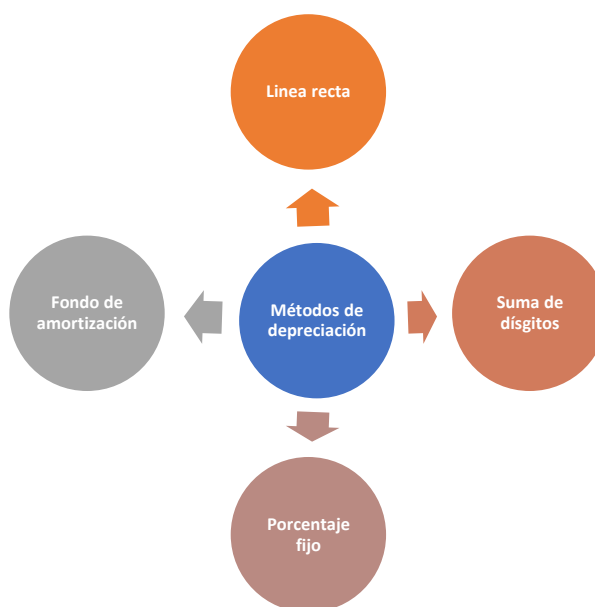 Linea recta
Fondo de
amortización
Métodos de
depreciación
Suma de
dísgitos
Porcentaje
fijo